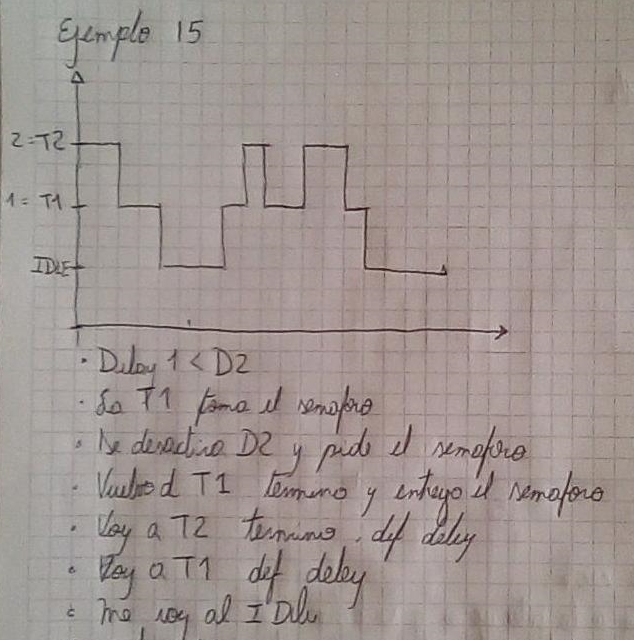 Ejemplo 15
2=T2
1=T1
IDLE
· Delay 1 < D2
· La T1 toma el semaforo
· Se desactiva D2 y pide el semaforo
· Vuelvo a T1 termino y entrego el semaforo
· Voy a T2 termino, def delay
· Voy a T1 def delay
· me voy al IDLE